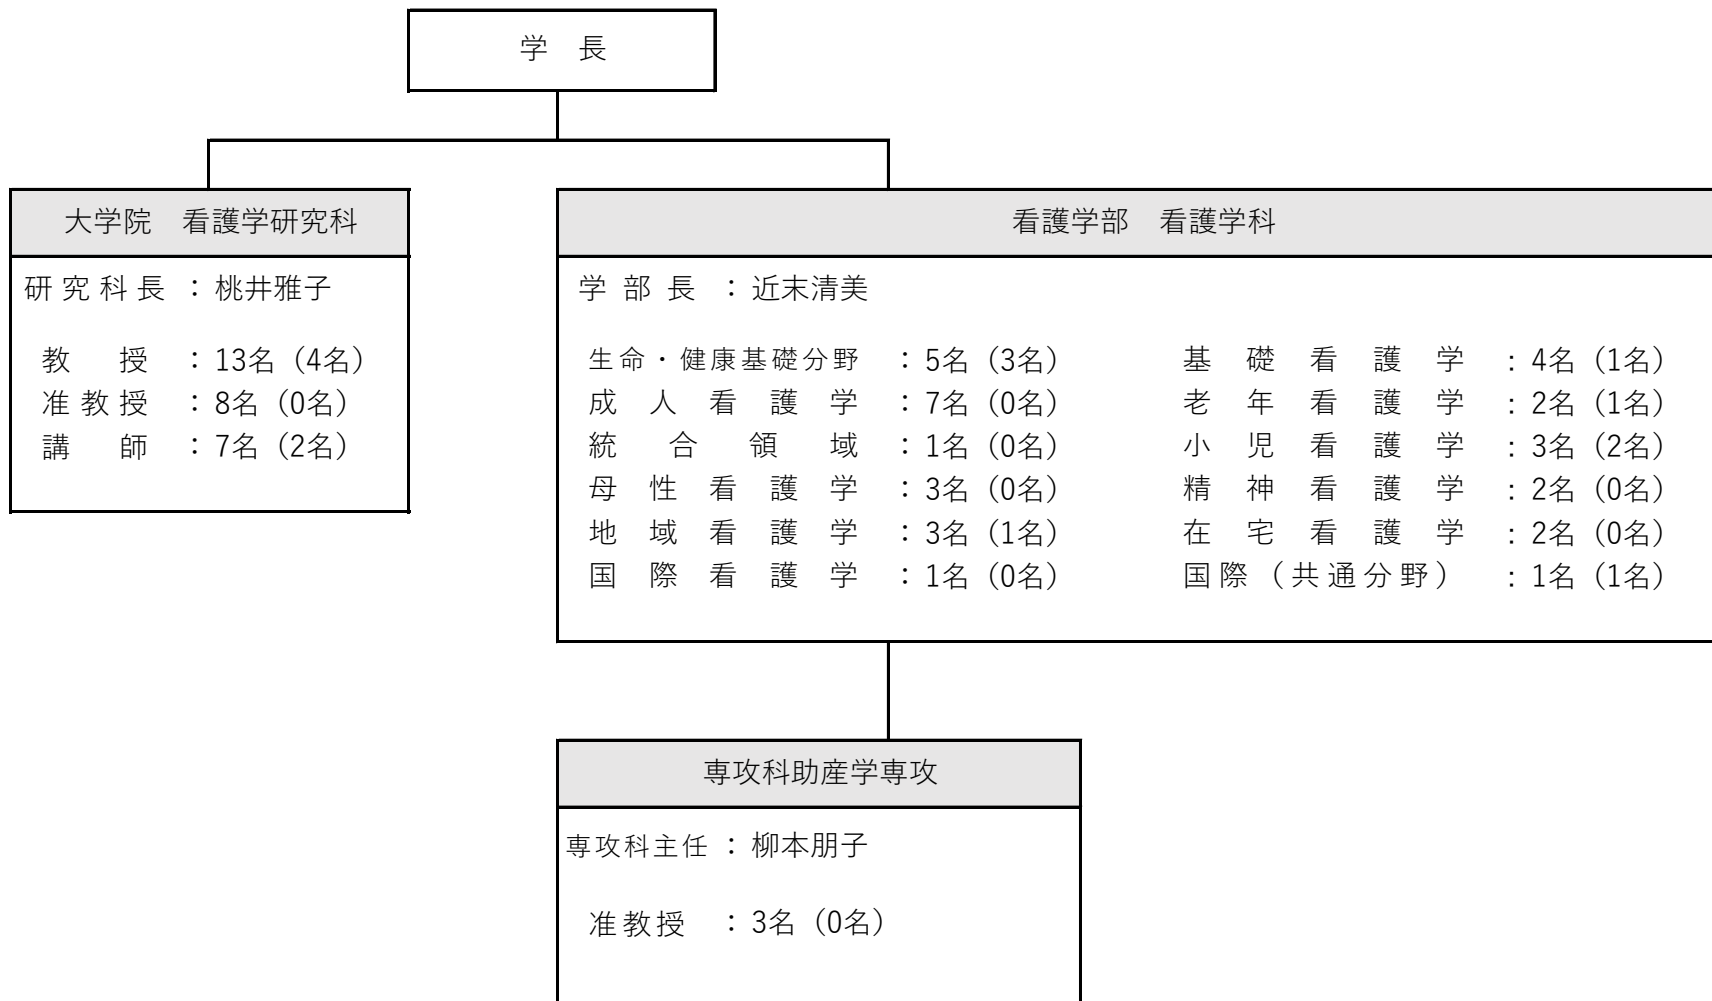 学　長
大学院　看護学研究科
研究科長 ：桃井雅子
教　授 ：13名（4名）
准教授 ：8名（0名）
講　師 ：7名（2名）
看護学部　看護学科
学部長 ：近末清美
生命・健康基礎分野 ：5名（3名） 基礎看護学 ：4名（1名）
成人看護学 ：7名（0名） 老年看護学 ：2名（1名）
統合領域 ：1名（0名） 小児看護学 ：3名（2名）
母性看護学 ：3名（0名） 精神看護学 ：2名（0名）
地域看護学 ：3名（1名） 在宅看護学 ：2名（0名）
国際看護学 ：1名（0名） 国際（共通分野） ：1名（1名）
専攻科助産学専攻
専攻科主任 ：柳本朋子
准教授 ：3名（0名）